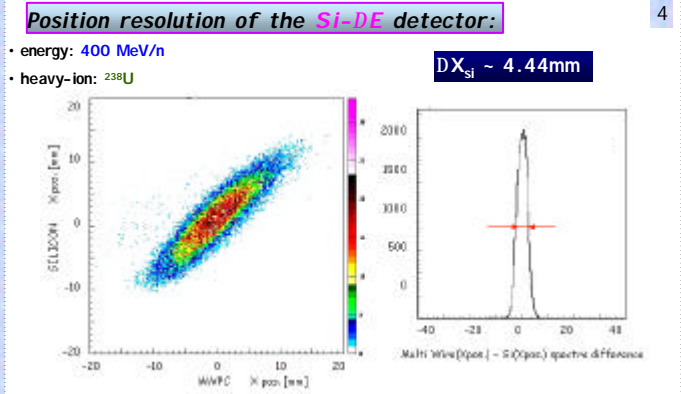 Position resolution of the Si-DE detector:
4
• energy: 400 MeV/n
• heavy-ion: 238U
DXsi ~ 4.44mm
20
10
0
-10
-20
SILICON X pos. [mm]
-20 -10 0 10 20
MWPC X pos. [mm]
2000
1500
1000
500
0
-40 -20 0 20 40
Multi Wire(Xpos.) - Si(Xpos.) spectre difference